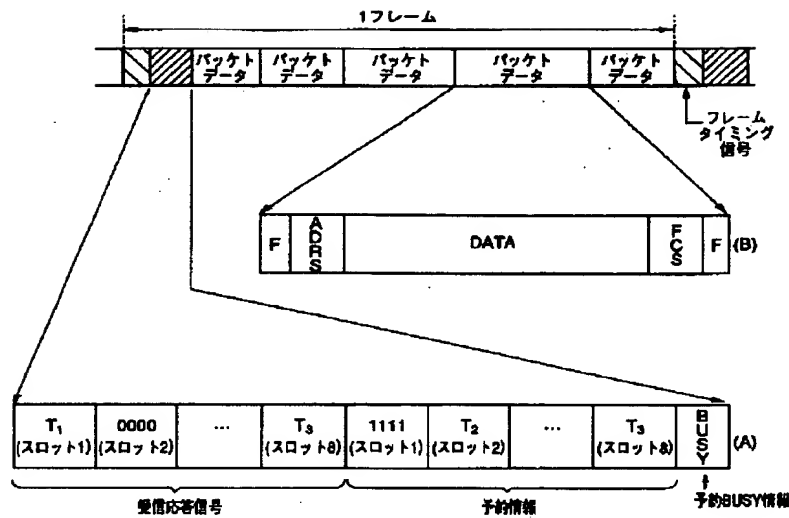 1フレーム
パッケト
データ
パッケト
データ
パッケト
データ
パッケト
データ
パッケト
データ
フレーム
タイミング
信号
F
ADRS
DATA
FCS
F
(B)
T1
(スロット1)
0000
(スロット2)
…
T3
(スロット8)
1111
(スロット1)
T2
(スロット2)
…
T3
(スロット8)
BUSY
(A)
受信応答信号
予約情報
予約BUSY情報